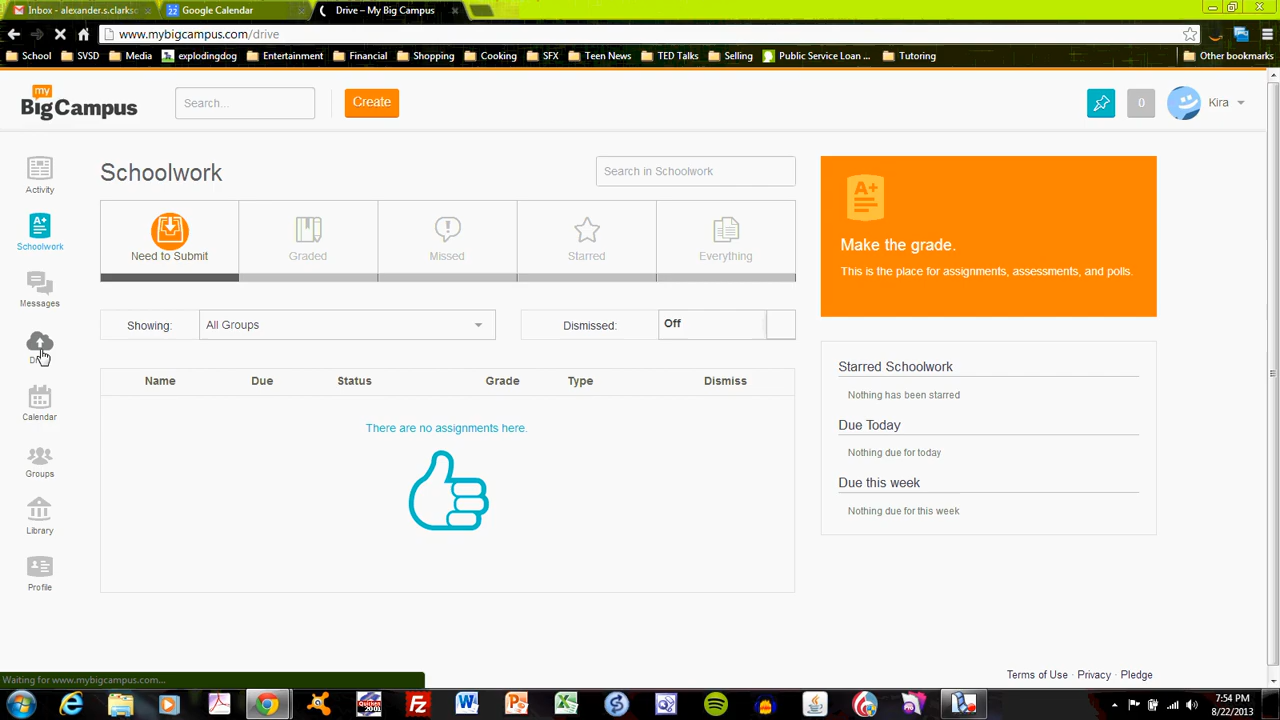 Inbox - alexander.s.clarks
22 Google Calendar
Drive – My Big Campus
www.mybigcampus.com/drive
School
SVSD
Media
explodingdog
Entertainment
Financial
Shopping
Cooking
SFX
Teen News
TED Talks
Selling
Public Service Loan ...
Tutoring
Other bookmarks
my
BigCampus
Search...
Create
0
Kira
Activity
A+
Schoolwork
Messages
Calendar
Groups
Library
Profile
Schoolwork
Search in Schoolwork
Need to Submit
Graded
Missed
Starred
Everything
Showing:
All Groups
Dismissed:
Off
Name
Due
Status
Grade
Type
Dismiss
There are no assignments here.
A+
Make the grade.
This is the place for assignments, assessments, and polls.
Starred Schoolwork
Nothing has been starred
Due Today
Nothing due for today
Due this week
Nothing due for this week
Terms of Use · Privacy · Pledge
Waiting for www.mybigcampus.com...
7:54 PM
8/22/2013